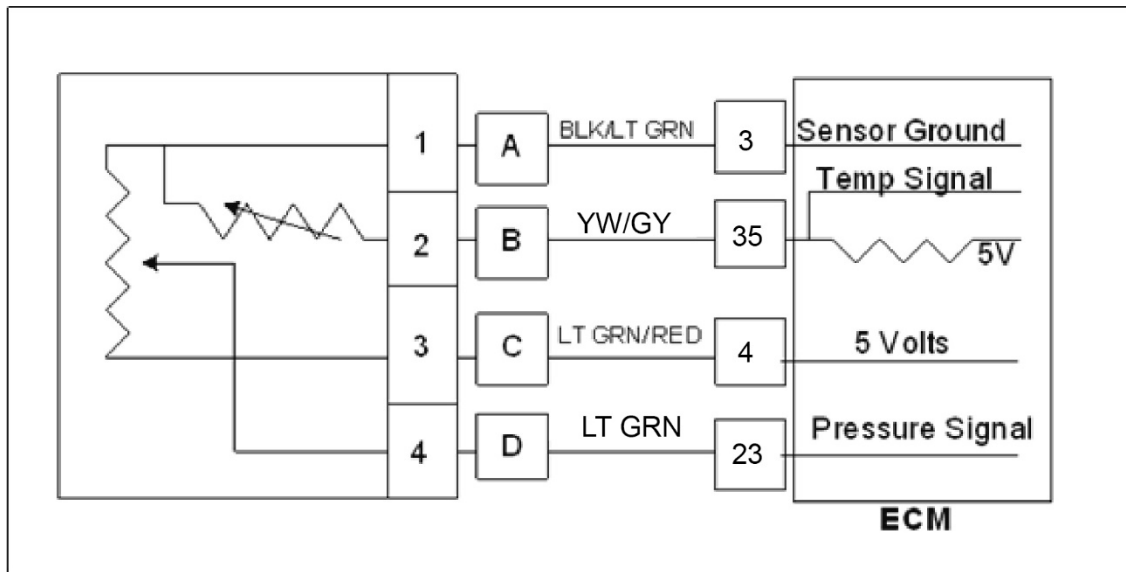 1 A BLK/LT GRN 3 Sensor Ground
Temp Signal
2 B YW/GY 35 5V
3 C LT GRN/RED 4 5 Volts
4 D LT GRN 23 Pressure Signal
ECM